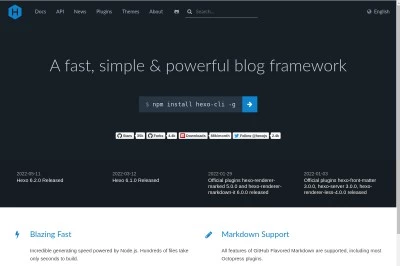 H Docs API News Plugins Themes About Search... English
A fast, simple & powerful blog framework
$ npm install hexo-cli -g
Stars Forks Downloads Follow @hexojs
2022-05-11
Hexo 6.2.0 Released
2022-03-12
Hexo 6.1.0 Released
2022-01-29
Official plugins hexo-renderer-
marked 5.0.0 and hexo-renderer-
markdown-it 6.0.0 released
2022-01-03
Official plugins hexo-front-matter
3.0.0, hexo-server 3.0.0, hexo-
renderer-less-4.0.0 released
Blazing Fast
Incredible generating speed powered by Node.js. Hundreds of files take
only seconds to build.
Markdown Support
All features of GitHub Flavored Markdown are supported, including most
Octopress plugins.